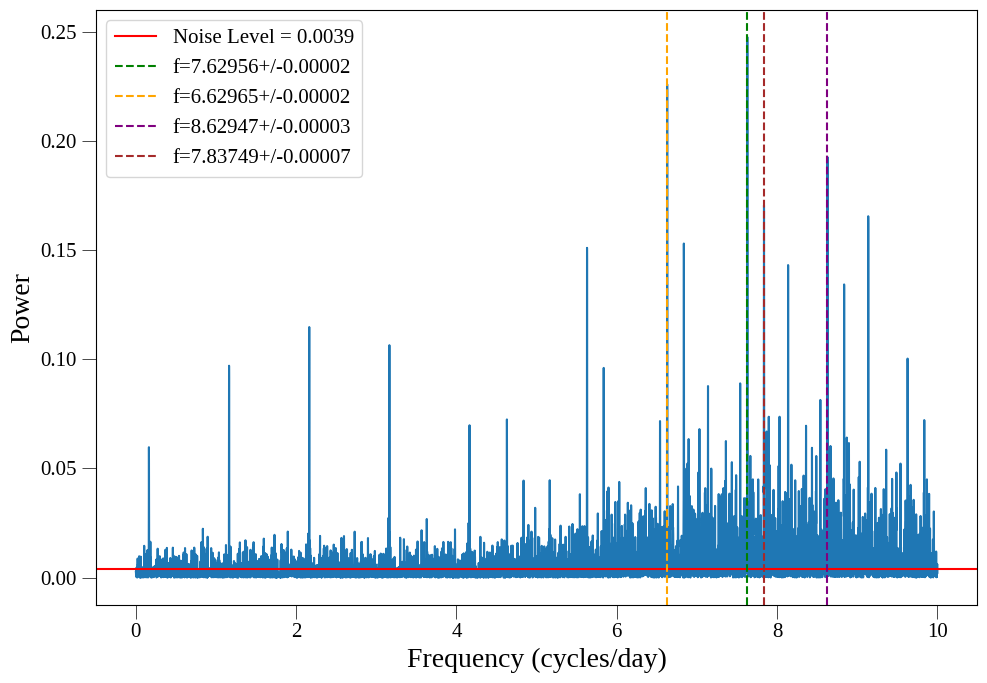 Noise Level = 0.0039
f=7.62956+/-0.00002
f=6.62965+/-0.00002
f=8.62947+/-0.00003
f=7.83749+/-0.00007
0.25
0.20
0.15
0.10
0.05
0.00
Power
0 2 4 6 8 10
Frequency (cycles/day)